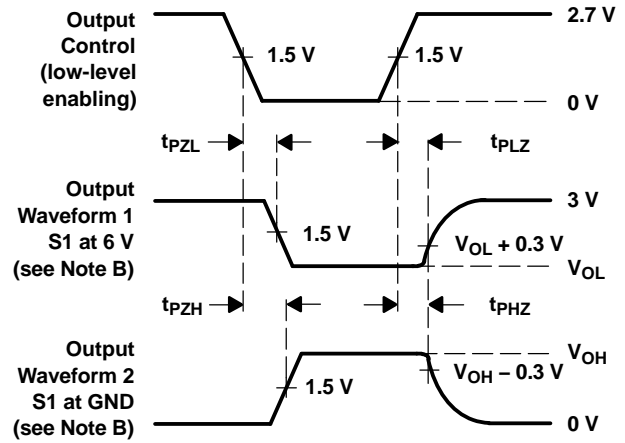 Output
Control
(low-level
enabling)
2.7 V
1.5 V
1.5 V
0 V
tPZL
tPLZ
Output
Waveform 1
S1 at 6 V
(see Note B)
3 V
1.5 V
VOL + 0.3 V
VOL
tPZH
tPHZ
Output
Waveform 2
S1 at GND
(see Note B)
VOH
1.5 V
VOH − 0.3 V
0 V